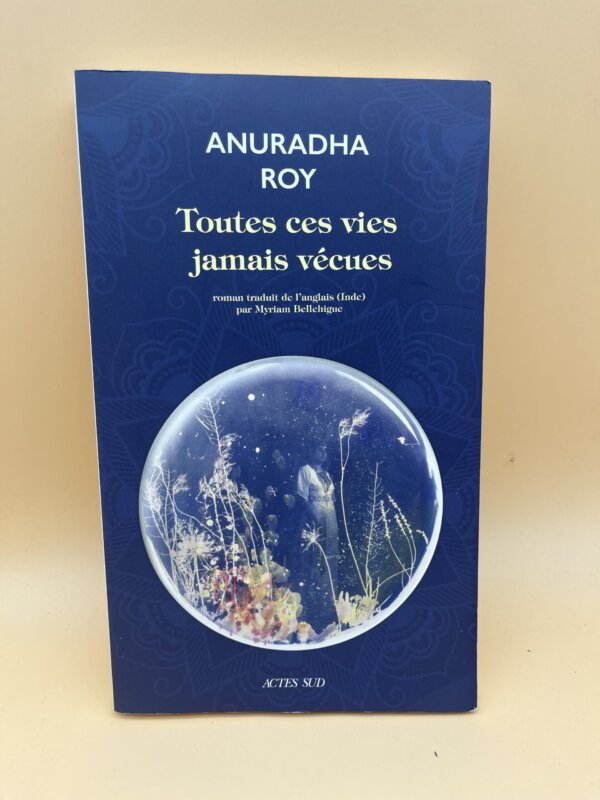 ANURADHA
ROY
Toutes ces vies
jamais vécues
roman traduit de l'anglais (Inde)
par Myriam Bellehigue
ACTES SUD